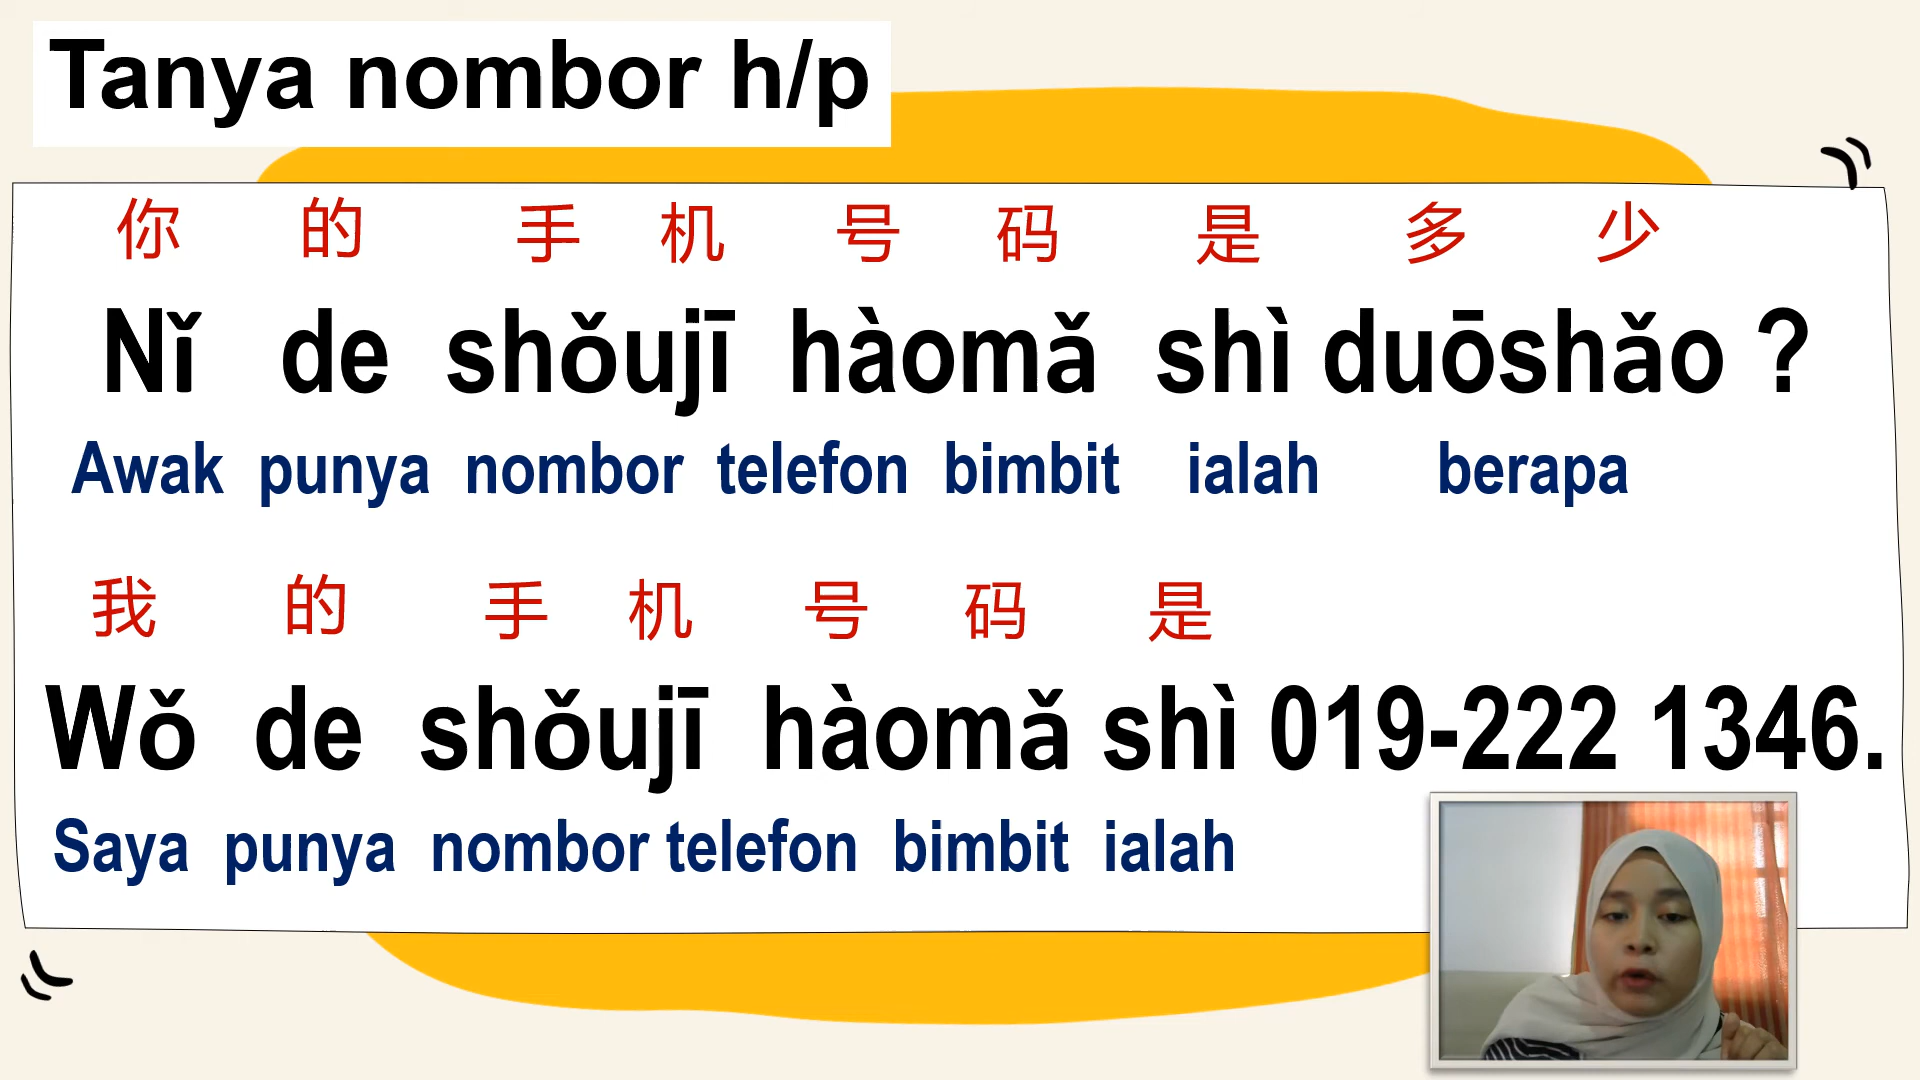 Tanya nombor h/p
你 的 手 机 号 码 是 多 少
Nǐ de shǒujī hàomǎ shì duōshǎo ?
Awak punya nombor telefon bimbit ialah berapa
我 的 手 机 号 码 是
Wǒ de shǒujī hàomǎ shì 019-222 1346.
Saya punya nombor telefon bimbit ialah